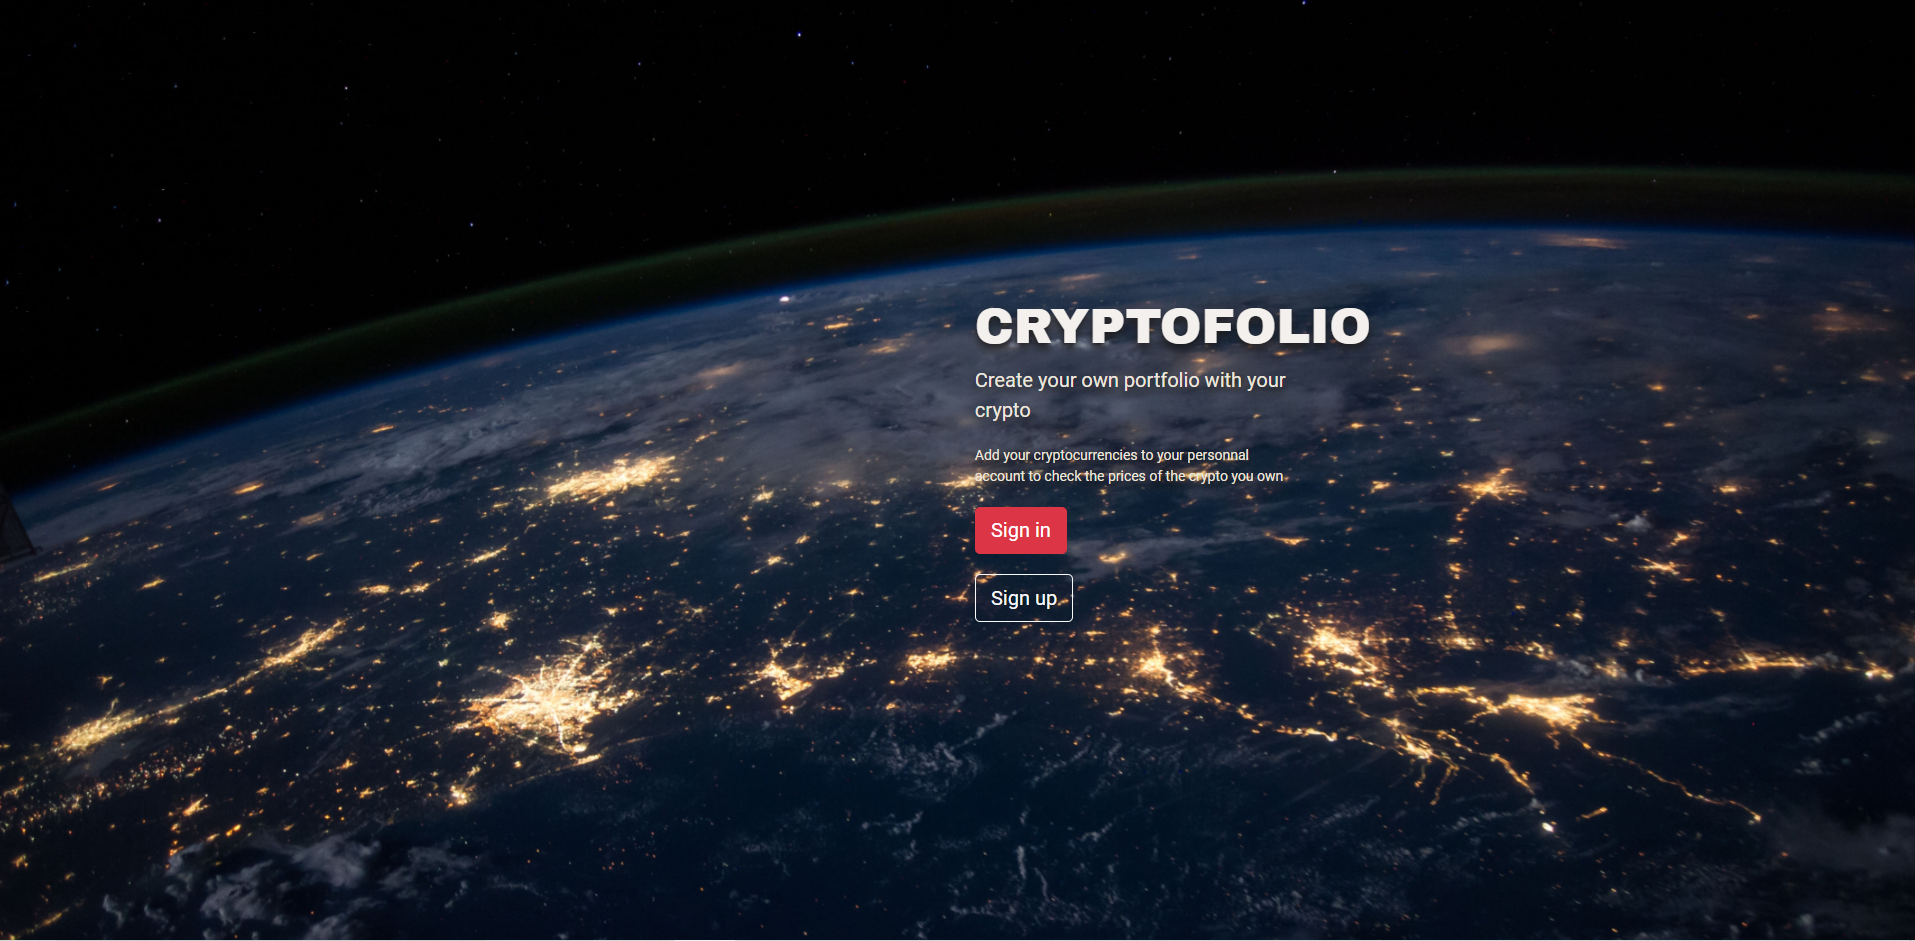 CRYPTOFOLIO
Create your own portfolio with your
crypto
Add your cryptocurrencies to your personnal
account to check the prices of the crypto you own
Sign in
Sign up